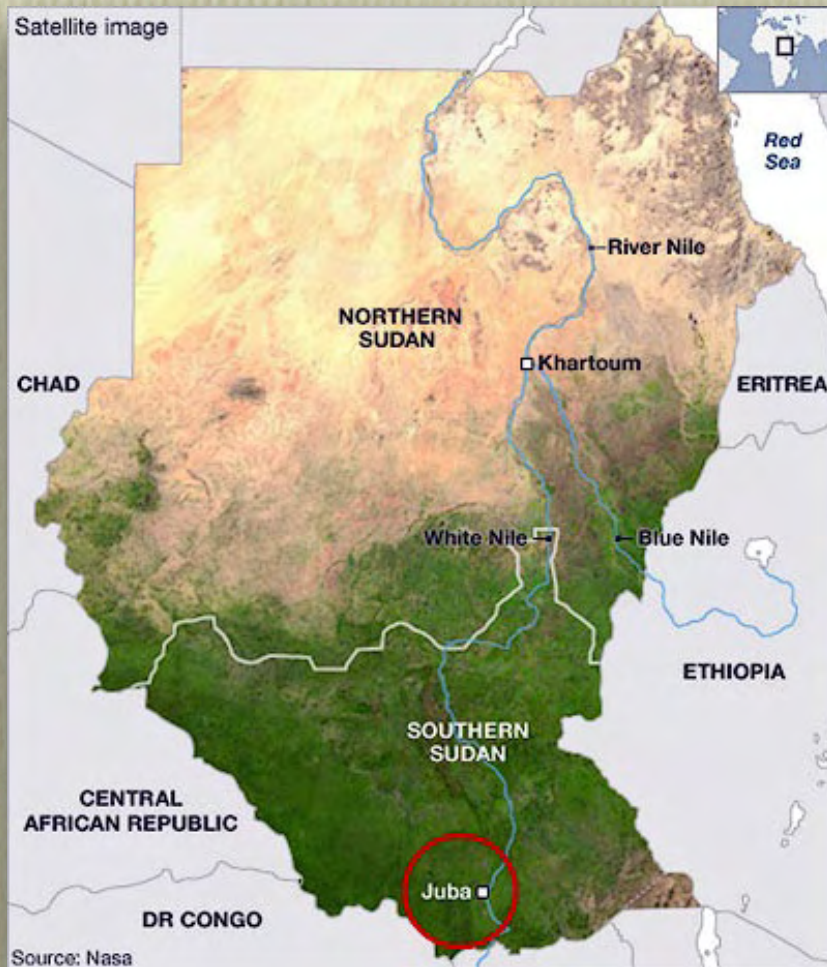 Satellite image
Red
Sea
River Nile
NORTHERN
SUDAN
Khartoum
CHAD
ERITREA
White Nile
Blue Nile
ETHIOPIA
SOUTHERN
SUDAN
CENTRAL
AFRICAN REPUBLIC
Juba
DR CONGO
Source: Nasa